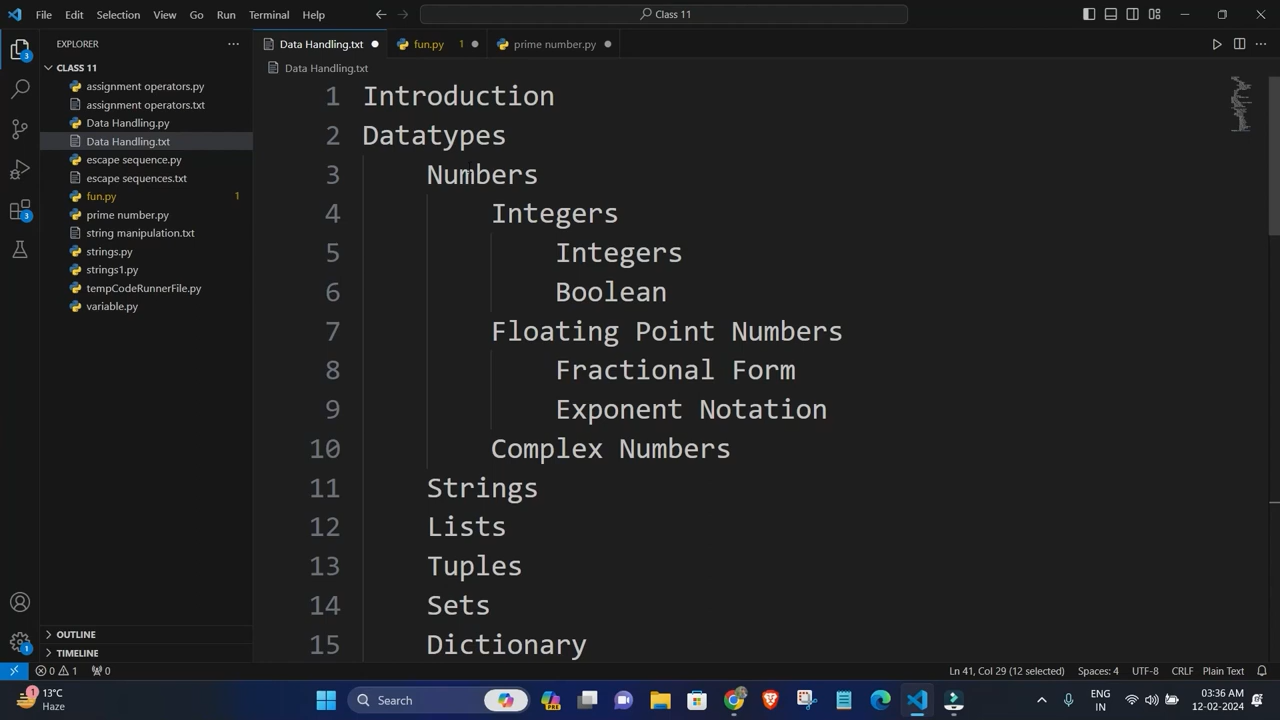 File Edit Selection View Go Run Terminal Help
Class 11
EXPLORER
Data Handling.txt
fun.py 1
prime number.py
CLASS 11
Data Handling.txt
assignment operators.py
assignment operators.txt
Data Handling.py
Data Handling.txt
escape sequence.py
escape sequences.txt
fun.py 1
prime number.py
string manipulation.txt
strings.py
strings1.py
tempCodeRunnerFile.py
variable.py
1 Introduction
2 Datatypes
3 Numbers
4 Integers
5 Integers
6 Boolean
7 Floating Point Numbers
8 Fractional Form
9 Exponent Notation
10 Complex Numbers
11 Strings
12 Lists
13 Tuples
14 Sets
15 Dictionary
3
3
1
OUTLINE
TIMELINE
0 1 0
Ln 41, Col 29 (12 selected) Spaces: 4 UTF-8 CRLF Plain Text
1
13°C
Haze
Search
PRE
ENG
IN
03:36 AM
12-02-2024